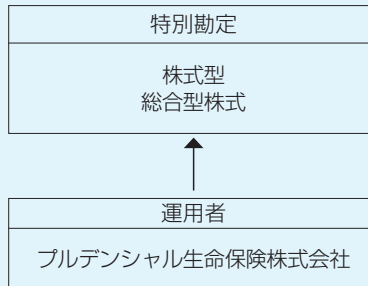 特別勘定
株式型
総合型株式
運用者
プルデンシャル生命保険株式会社